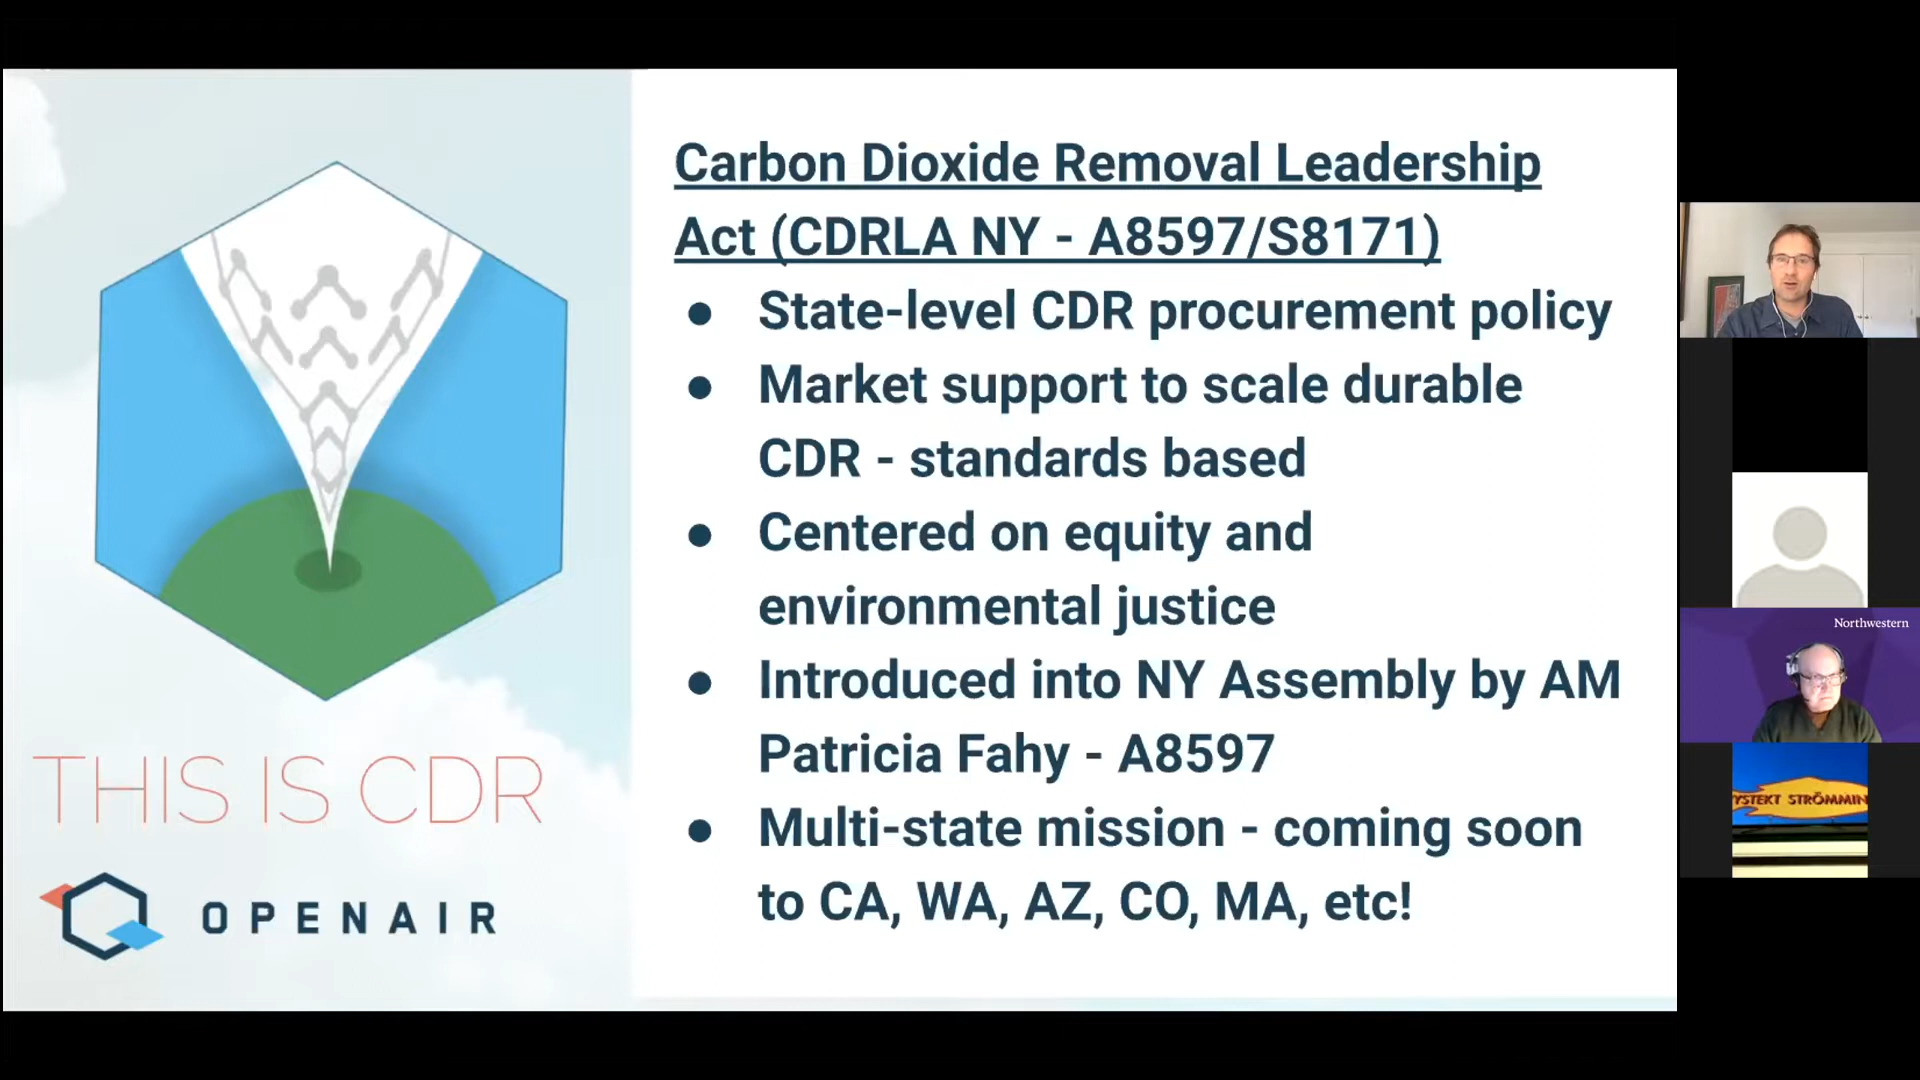 Carbon Dioxide Removal Leadership
Act (CDRLA NY - A8597/S8171)
● State-level CDR procurement policy
● Market support to scale durable
CDR - standards based
● Centered on equity and
environmental justice
● Introduced into NY Assembly by AM
Patricia Fahy - A8597
● Multi-state mission - coming soon
to CA, WA, AZ, CO, MA, etc!
THIS IS CDR
OPENAIR
Northwestern
YSTEKT STRÖMMIN